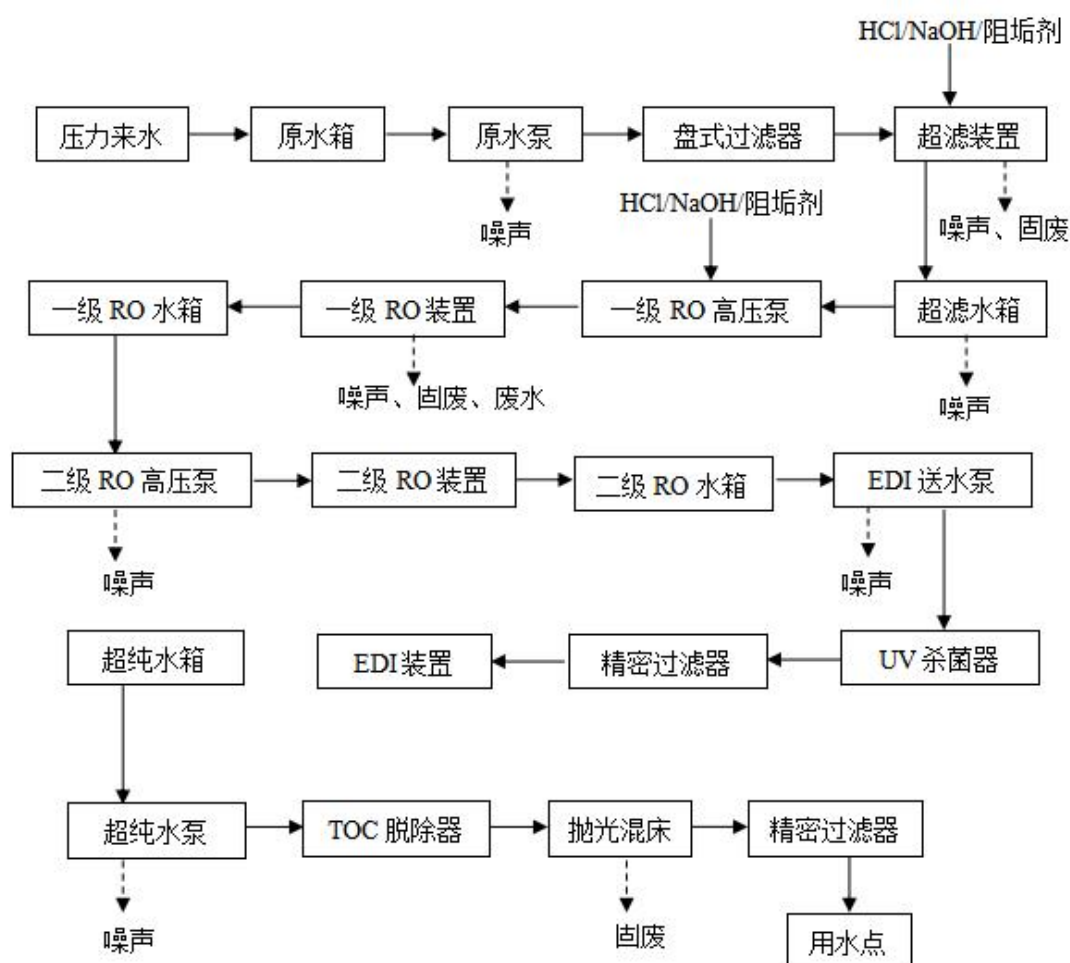 HCl/NaOH/阻垢剂
压力来水
原水箱
原水泵
盘式过滤器
超滤装置
噪声
HCl/NaOH/阻垢剂
噪声、固废
一级 RO 水箱
一级 RO 装置
一级 RO 高压泵
超滤水箱
噪声、固废、废水
噪声
二级 RO 高压泵
二级 RO 装置
二级 RO 水箱
EDI 送水泵
噪声
噪声
超纯水箱
EDI 装置
精密过滤器
UV 杀菌器
超纯水泵
TOC 脱除器
抛光混床
精密过滤器
噪声
固废
用水点